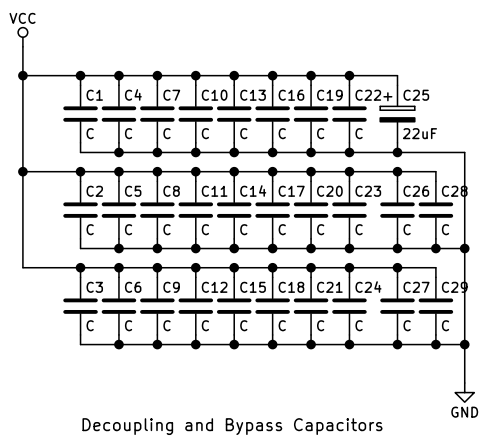 VCC
C1 C4 C7 C10 C13 C16 C19 C22 + C25
C C C C C C C C 22uF
C2 C5 C8 C11 C14 C17 C20 C23 C26 C28
C C C C C C C C C C
C3 C6 C9 C12 C15 C18 C21 C24 C27 C29
C C C C C C C C C C
GND
Decoupling and Bypass Capacitors